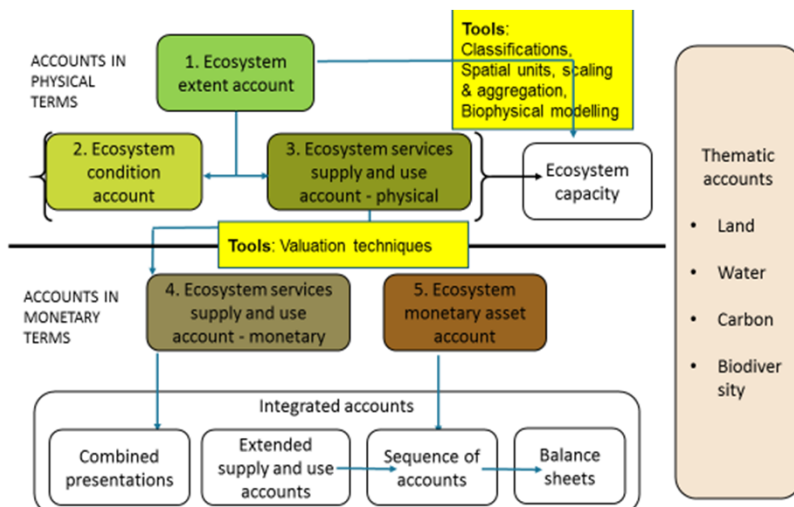 ACCOUNTS IN
PHYSICAL
TERMS
1. Ecosystem
extent account
Tools:
Classifications,
Spatial units, scaling
& aggregation,
Biophysical modelling
2. Ecosystem
condition
account
3. Ecosystem services
supply and use
account - physical
Ecosystem
capacity
Tools: Valuation techniques
ACCOUNTS IN
MONETARY
TERMS
4. Ecosystem services
supply and use
account - monetary
5. Ecosystem
monetary asset
account
Integrated accounts
Combined
presentations
Extended
supply and use
accounts
Sequence of
accounts
Balance
sheets
Thematic
accounts
• Land
• Water
• Carbon
• Biodiver
sity